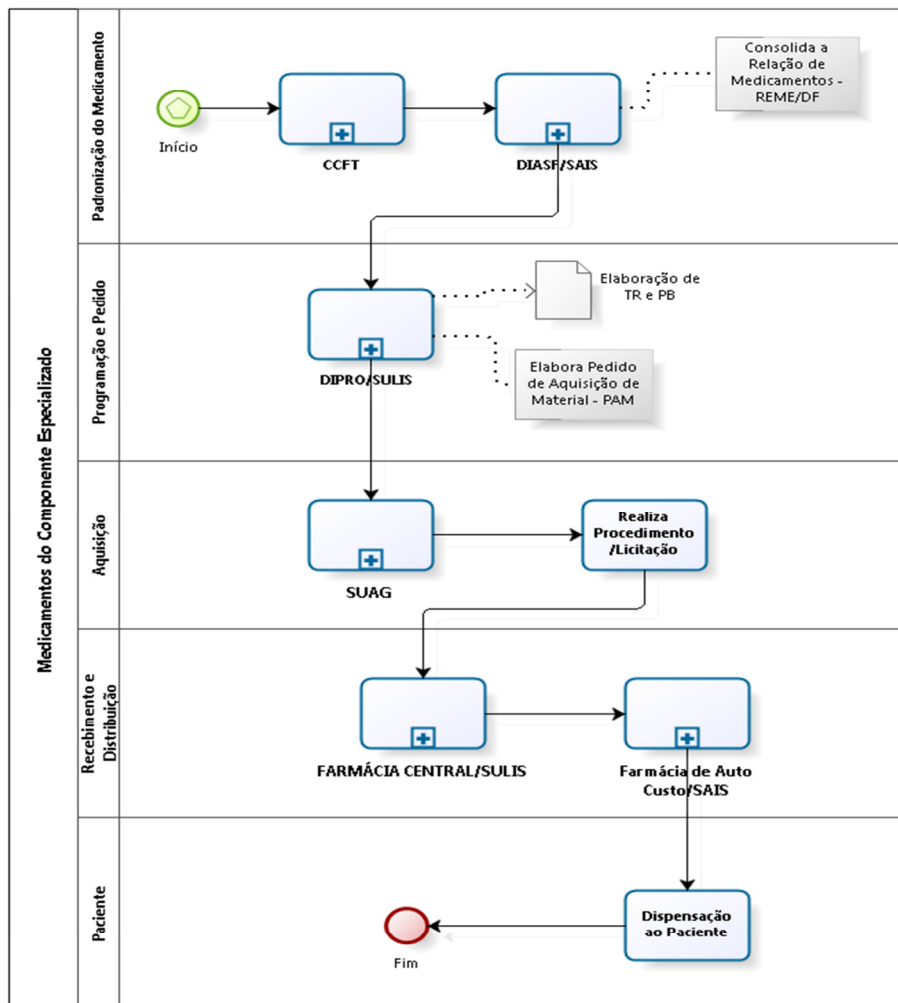 Medicamentos do Componente Especializado
Padronização do Medicamento
Início
CCFT
DIASF/SAIS
Consolida a
Relação de
Medicamentos -
REME/DF
Programação e Pedido
DIPRO/SULIS
Elaboração de
TR e PB
Elabora Pedido
de Aquisição de
Material - PAM
Aquisição
SUAG
Realiza
Procedimento
/Licitação
Recebimento e
Distribuição
FARMÁCIA CENTRAL/SULIS
Farmácia de Auto
Custo/SAIS
Paciente
Fim
Dispensação
ao Paciente